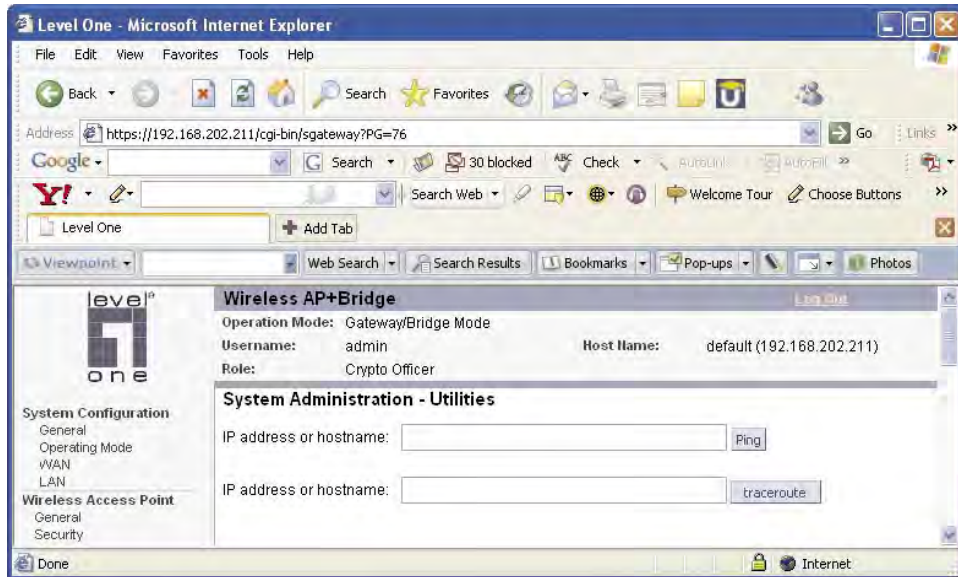 Level One - Microsoft Internet Explorer
File Edit View Favorites Tools Help
Back Search Favorites
Address https://192.168.202.211/cgi-bin/sgateway?PG=76 Go Links »
Google Search 30 blocked ABC Check AutoLink AutoFill »
Y! Search Web Welcome Tour Choose Buttons »
Level One Add Tab
Viewpoint Web Search Search Results Bookmarks Pop-ups Photos
level one
Wireless AP+Bridge Log Out
Operation Mode: Gateway/Bridge Mode
Username: admin Host Name: default (192.168.202.211)
Role: Crypto Officer
System Configuration
General
Operating Mode
WAN
LAN
Wireless Access Point
General
Security
System Administration - Utilities
IP address or hostname: Ping
IP address or hostname: traceroute
Done Internet